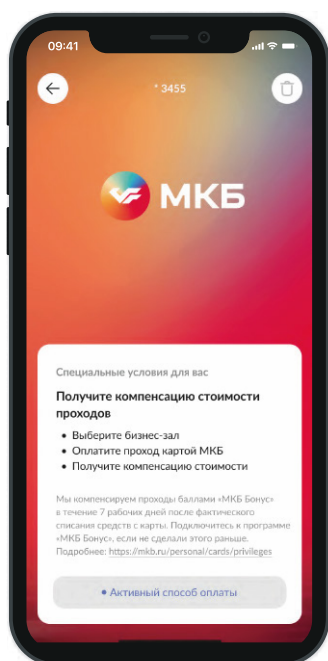 09:41
* 3455
МКБ
Специальные условия для вас
Получите компенсацию стоимости
проходов
• Выберите бизнес-зал
• Оплатите проход картой МКБ
• Получите компенсацию стоимости
Мы компенсируем проходы баллами «МКБ Бонус»
в течение 7 рабочих дней после фактического
списания средств с карты. Подключитесь к программе
«МКБ Бонус», если не сделали этого раньше.
Подробнее: https://mkb.ru/personal/cards/privileges
• Активный способ оплаты